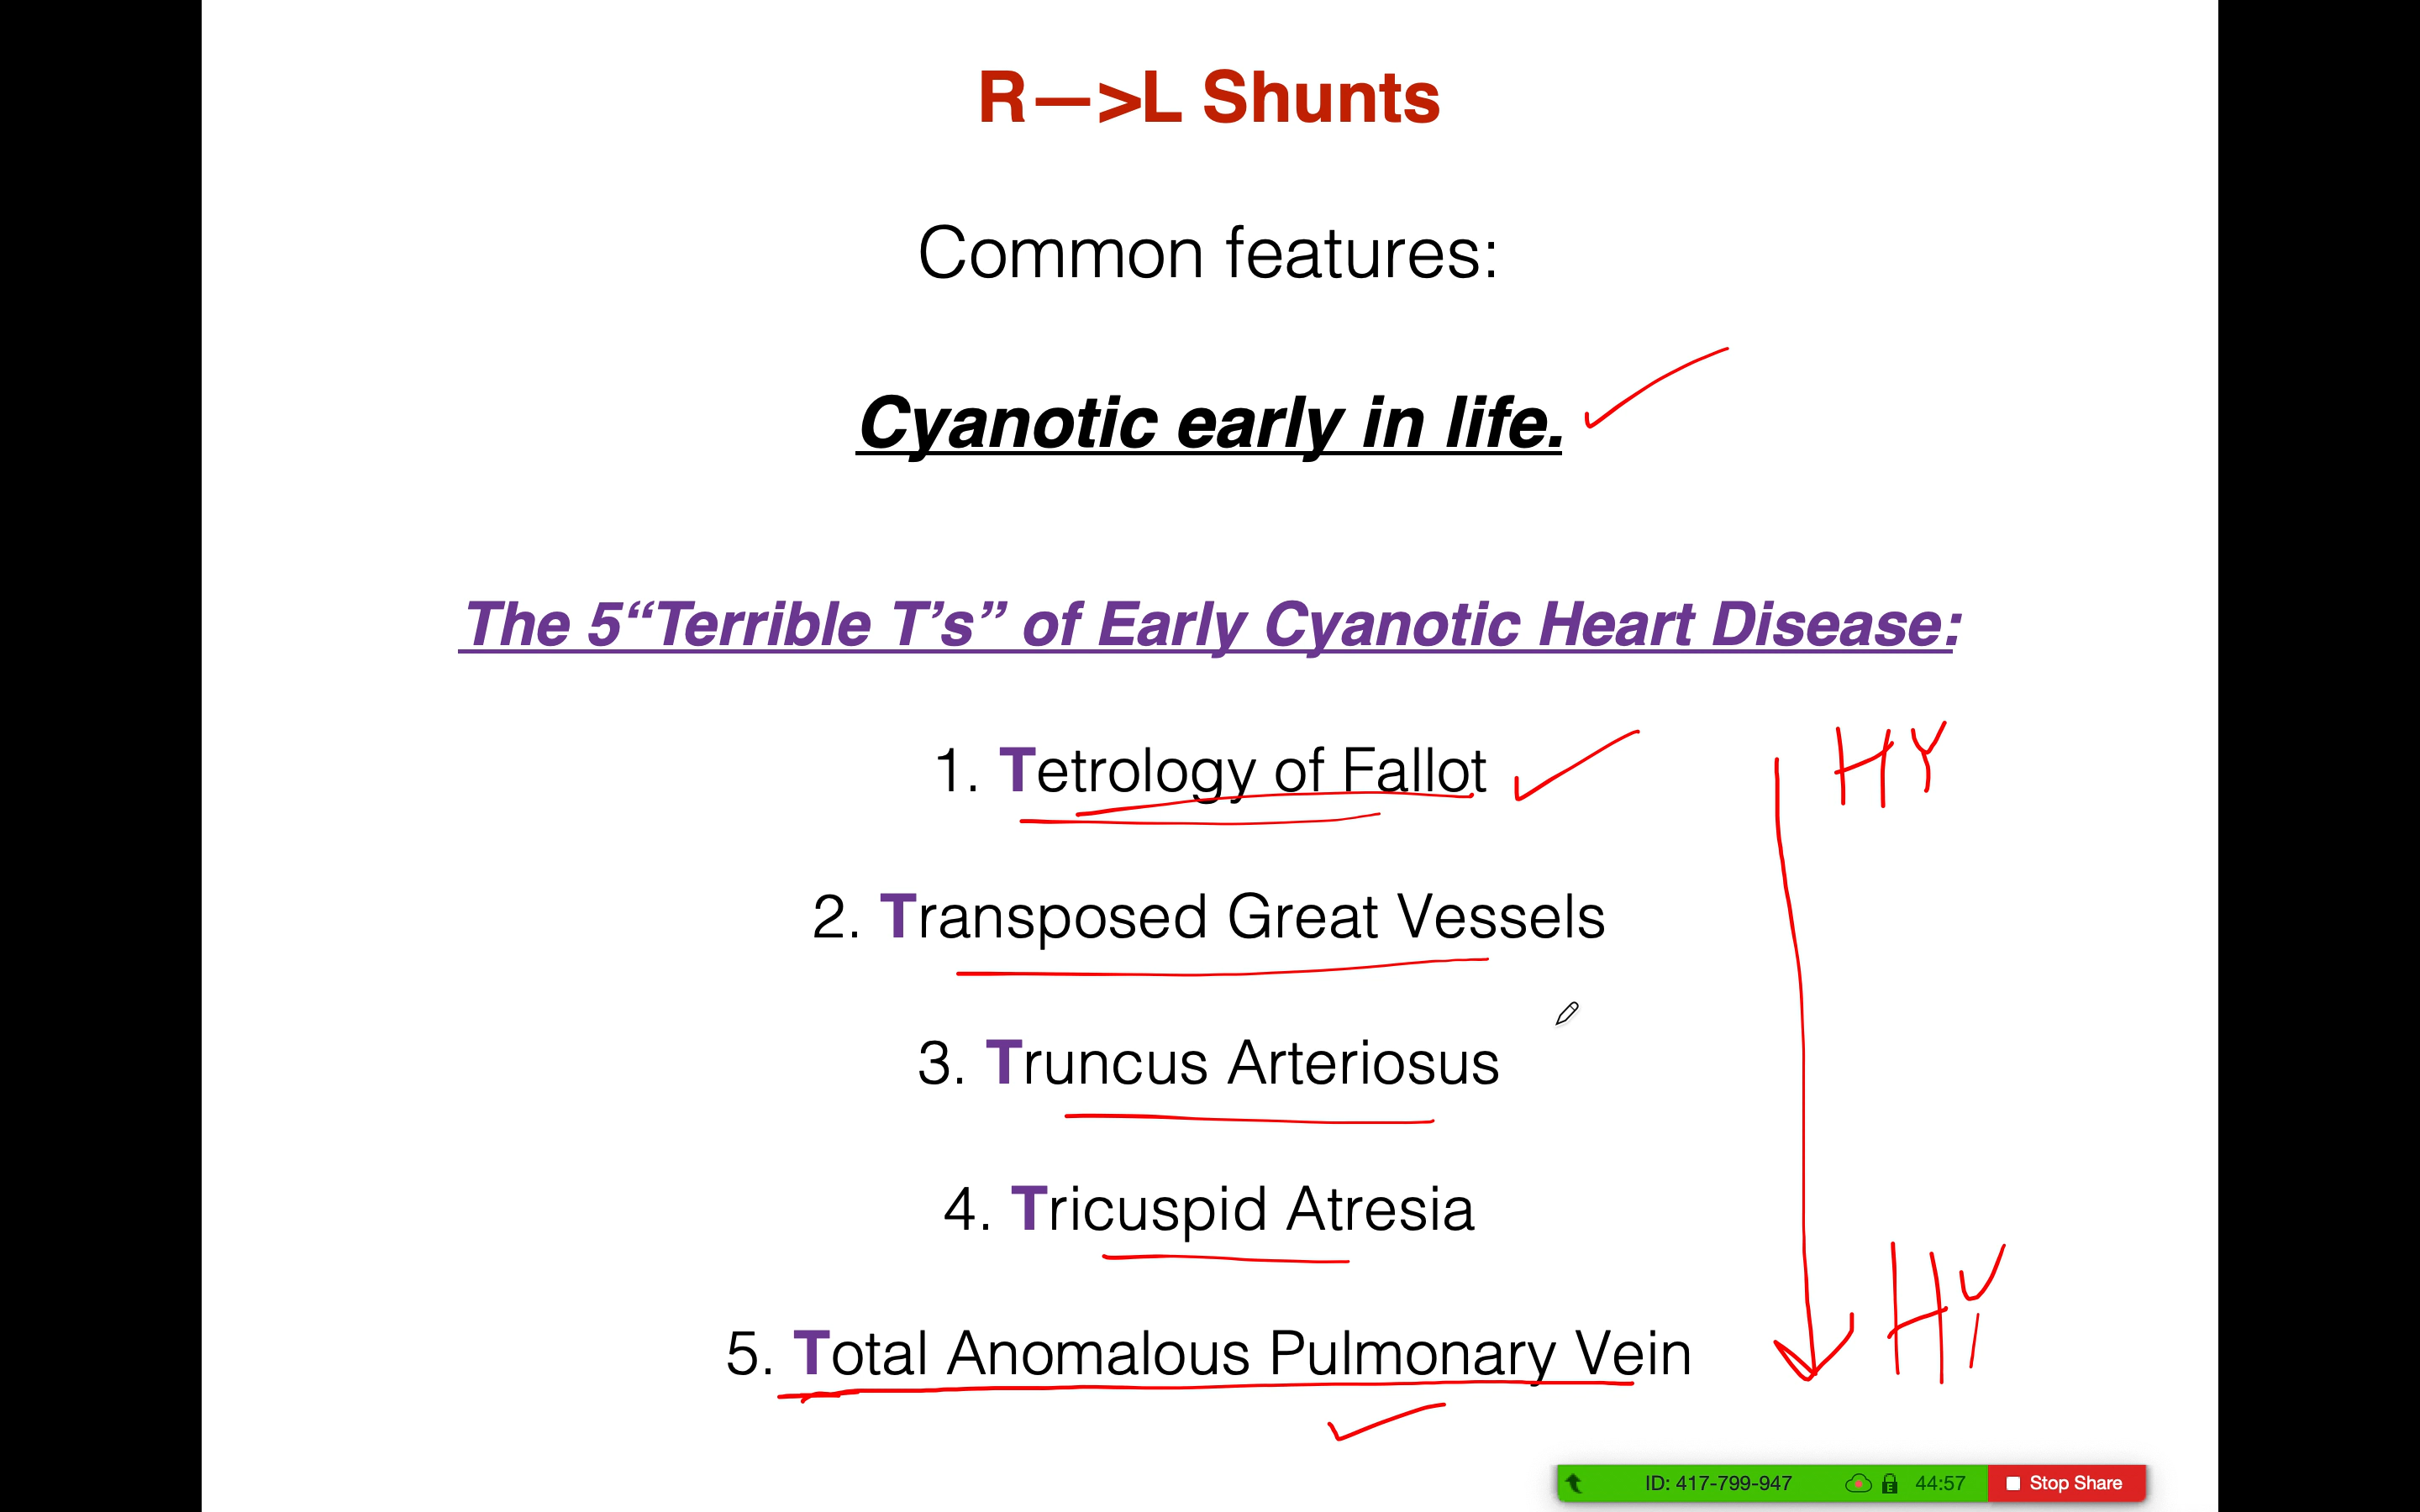 R—>L Shunts
Common features:
Cyanotic early in life.
The 5“Terrible T’s” of Early Cyanotic Heart Disease:
1. Tetrology of Fallot
HY
2. Transposed Great Vessels
3. Truncus Arteriosus
4. Tricuspid Atresia
HY
5. Total Anomalous Pulmonary Vein
ID: 417-799-947 44:57 Stop Share